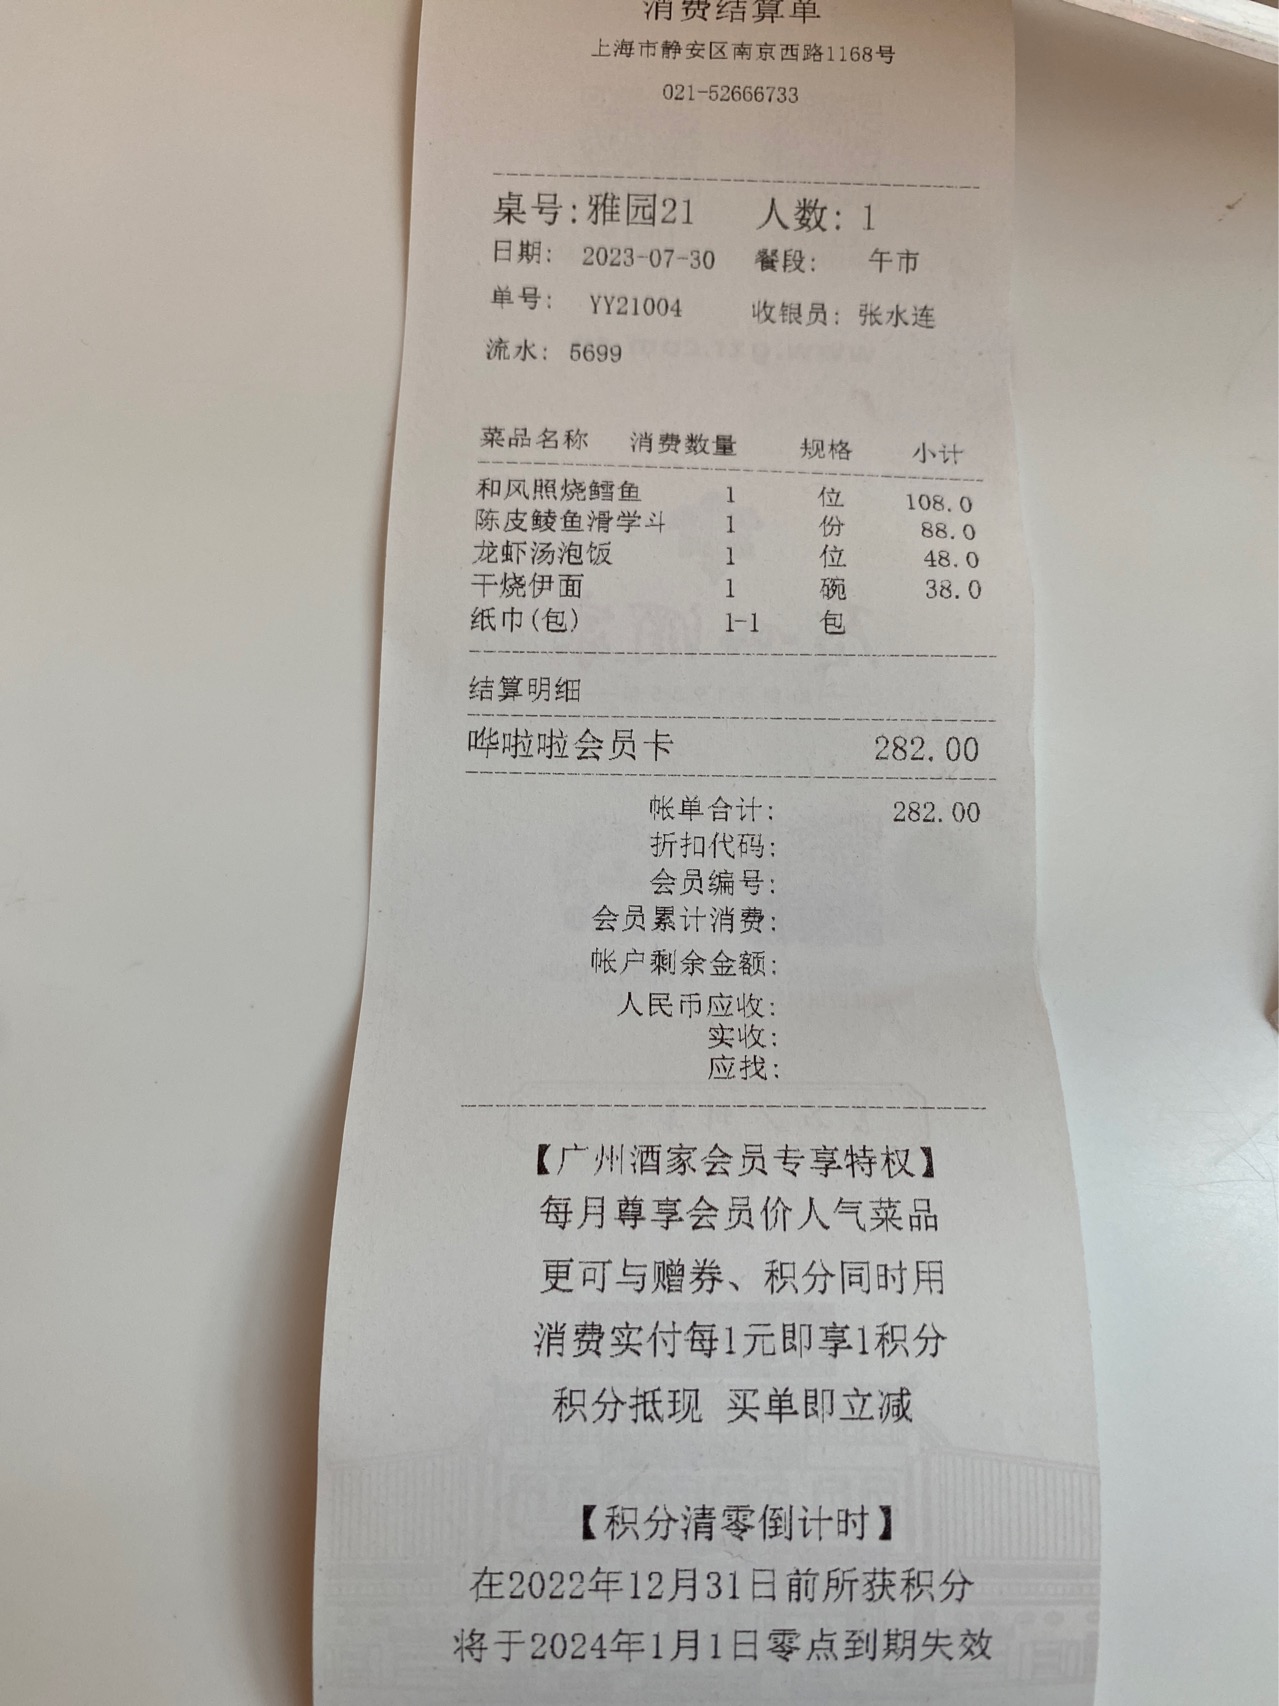 消费结算单
上海市静安区南京西路1168号
021-52666733
桌号:雅园21 人数: 1
日期: 2023-07-30 餐段: 午市
单号: YY21004 收银员: 张水连
流水: 5699
菜品名称 消费数量 规格 小计
和风照烧鳕鱼 1 位 108.0
陈皮鲮鱼滑学斗 1 份 88.0
龙虾汤泡饭 1 位 48.0
干烧伊面 1 碗 38.0
纸巾(包) 1-1 包
结算明细
哗啦啦会员卡 282.00
帐单合计: 282.00
折扣代码:
会员编号:
会员累计消费:
帐户剩余金额:
人民币应收:
实收:
应找:
【广州酒家会员专享特权】
每月尊享会员价人气菜品
更可与赠券、积分同时用
消费实付每1元即享1积分
积分抵现 买单即立减
【积分清零倒计时】
在2022年12月31日前所获积分
将于2024年1月1日零点到期失效